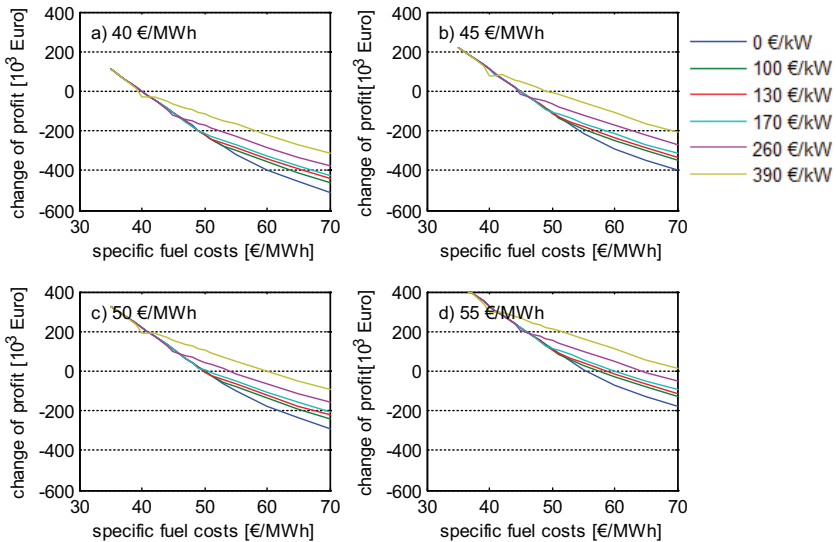 a) 40 €/MWh
change of profit [10³ Euro]
400
200
0
-200
-400
-600
30
40
50
60
70
specific fuel costs [€/MWh]
b) 45 €/MWh
change of profit[10³ Euro]
400
200
0
-200
-400
-600
30
40
50
60
70
specific fuel costs [€/MWh]
0 €/kW
100 €/kW
130 €/kW
170 €/kW
260 €/kW
390 €/kW
c) 50 €/MWh
change of profit [10³ Euro]
400
200
0
-200
-400
-600
30
40
50
60
70
specific fuel costs [€/MWh]
d) 55 €/MWh
change of profit[10³ Euro]
400
200
0
-200
-400
-600
30
40
50
60
70
specific fuel costs [€/MWh]